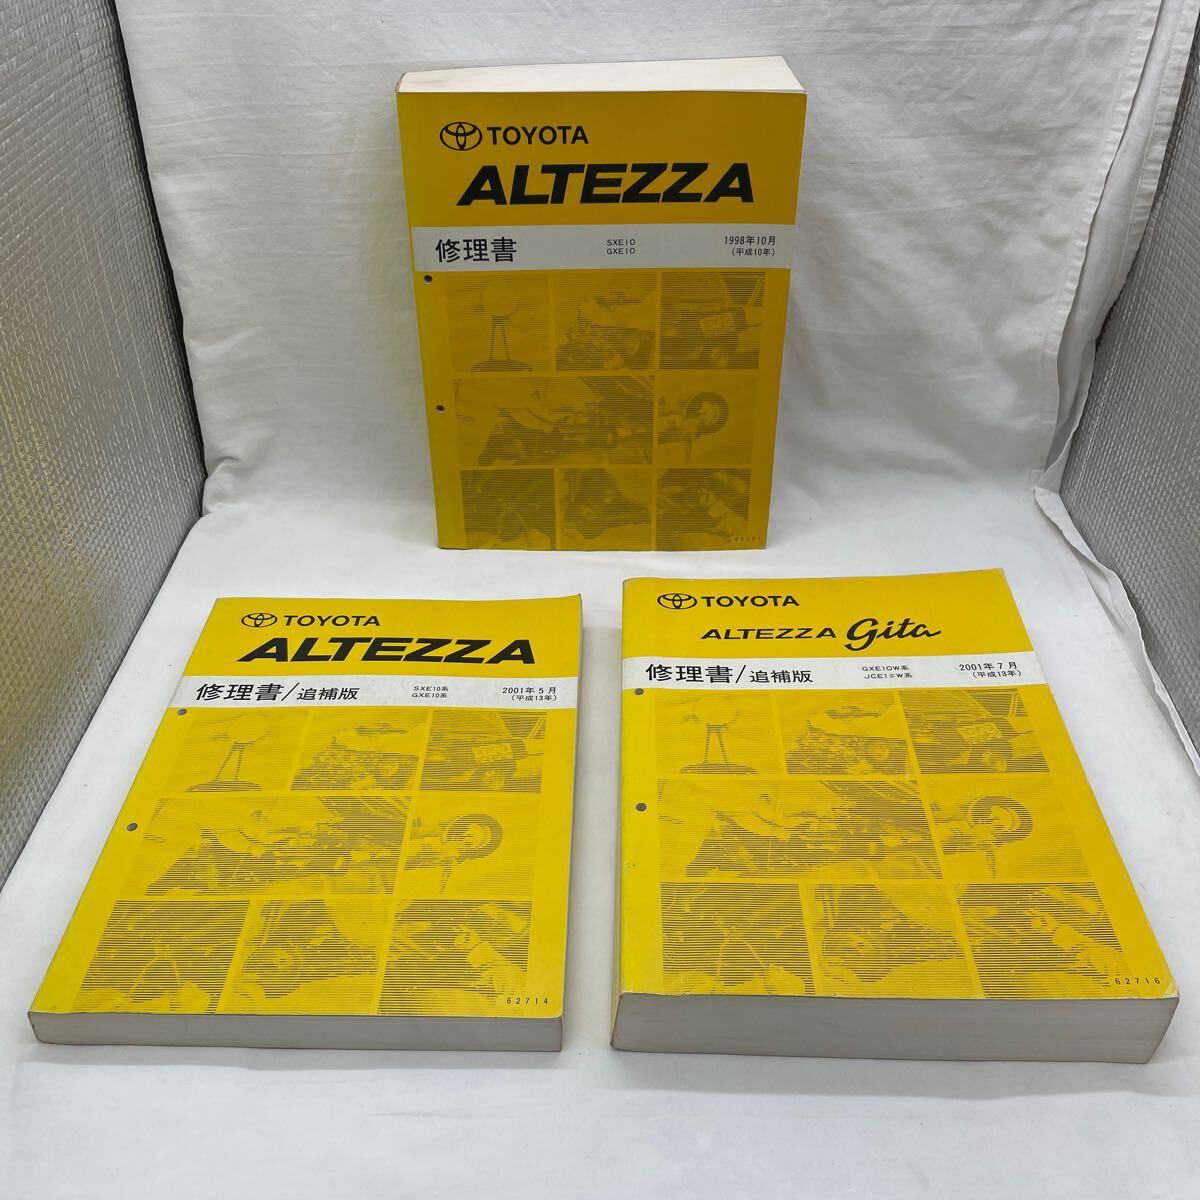 TOYOTA
ALTEZZA
修理書
SXE10
GXE10
1998年10月
(平成10年)
TOYOTA
ALTEZZA
修理書/追補版
SXE10系
GXE10系
2001年5月
(平成13年)
62714
TOYOTA
ALTEZZA Gita
修理書/追補版
GXE10W系
JCE1#W系
2001年7月
(平成13年)
62716